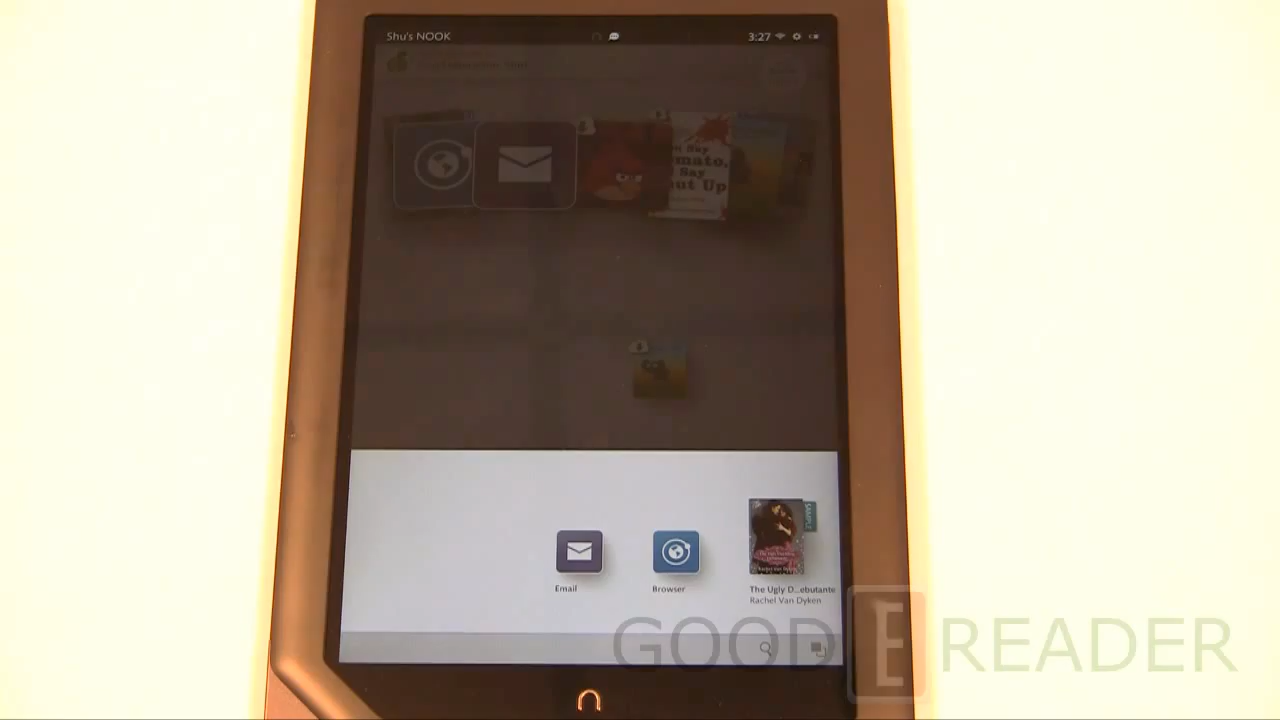 Shu's NOOK
3:27
Say
mato,
Say
ut Up
SAMPLE
Email
Browser
The Ugly D...ebutante
Rachel Van Dyken
GOOD E READER